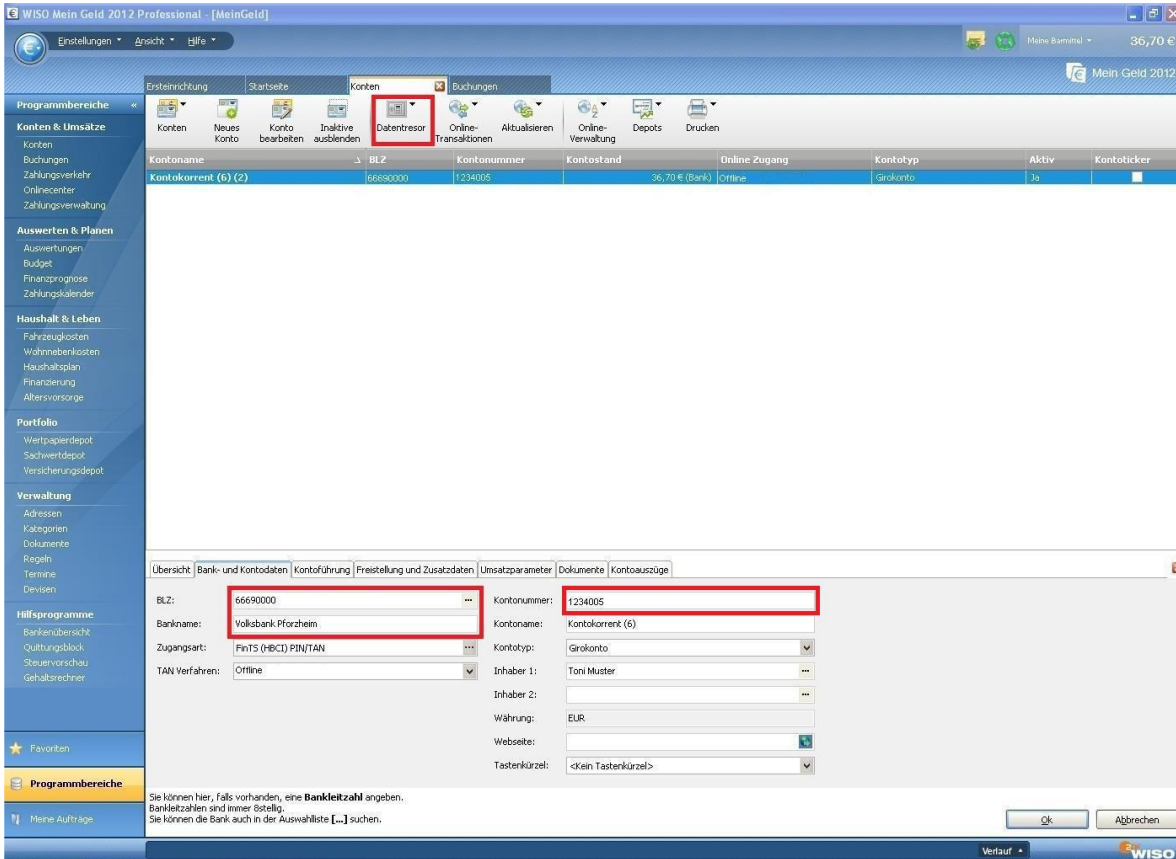 WISO Mein Geld 2012 Professional - [MeinGeld]
Einstellungen Ansicht Hilfe
Meine Barmittel 36,70 €
Mein Geld 2012
Ersteinrichtung Startseite Konten Buchungen
Konten
Neues Konto
Konto bearbeiten
Inaktive ausblenden
Datentresor
Online-Transaktionen
Aktualisieren
Online-Verwaltung
Depots
Drucken
Kontoname BLZ Kontonummer Kontostand Online Zugang Kontotyp Aktiv Kontoticker
Kontokorrent (6) (2) 66690000 1234005 36,70 € (Bank) Offline Girokonto Ja
Programmbereiche «
Konten & Umsätze
Konten
Buchungen
Zahlungsverkehr
Onlinecenter
Zahlungsverwaltung
Auswerten & Planen
Auswertungen
Budget
Finanzprognose
Zahlungskalender
Haushalt & Leben
Fahrzeugkosten
Wohnnebenkosten
Haushaltsplan
Finanzierung
Altersvorsorge
Portfolio
Wertpapierdepot
Sachwertdepot
Versicherungsdepot
Verwaltung
Adressen
Kategorien
Dokumente
Regeln
Termine
Devisen
Hilfsprogramme
Bankenübersicht
Quittungsblock
Steuervorschau
Gehaltsrechner
Favoriten
Programmbereiche
Meine Aufträge
Übersicht Bank- und Kontodaten Kontoführung Freistellung und Zusatzdaten Umsatzparameter Dokumente Kontoauszüge
BLZ: 66690000 ...
Bankname: Volksbank Pforzheim
Zugangsart: FinTS (HBCI) PIN/TAN ...
TAN Verfahren: Offline
Kontonummer: 1234005
Kontoname: Kontokorrent (6)
Kontotyp: Girokonto
Inhaber 1: Toni Muster ...
Inhaber 2: ...
Währung: EUR
Webseite:
Tastenkürzel: <Kein Tastenkürzel>
Sie können hier, falls vorhanden, eine Bankleitzahl angeben.
Bankleitzahlen sind immer 8stellig.
Sie können die Bank auch in der Auswahlliste [...] suchen.
Ok Abbrechen
Verlauf
WISO